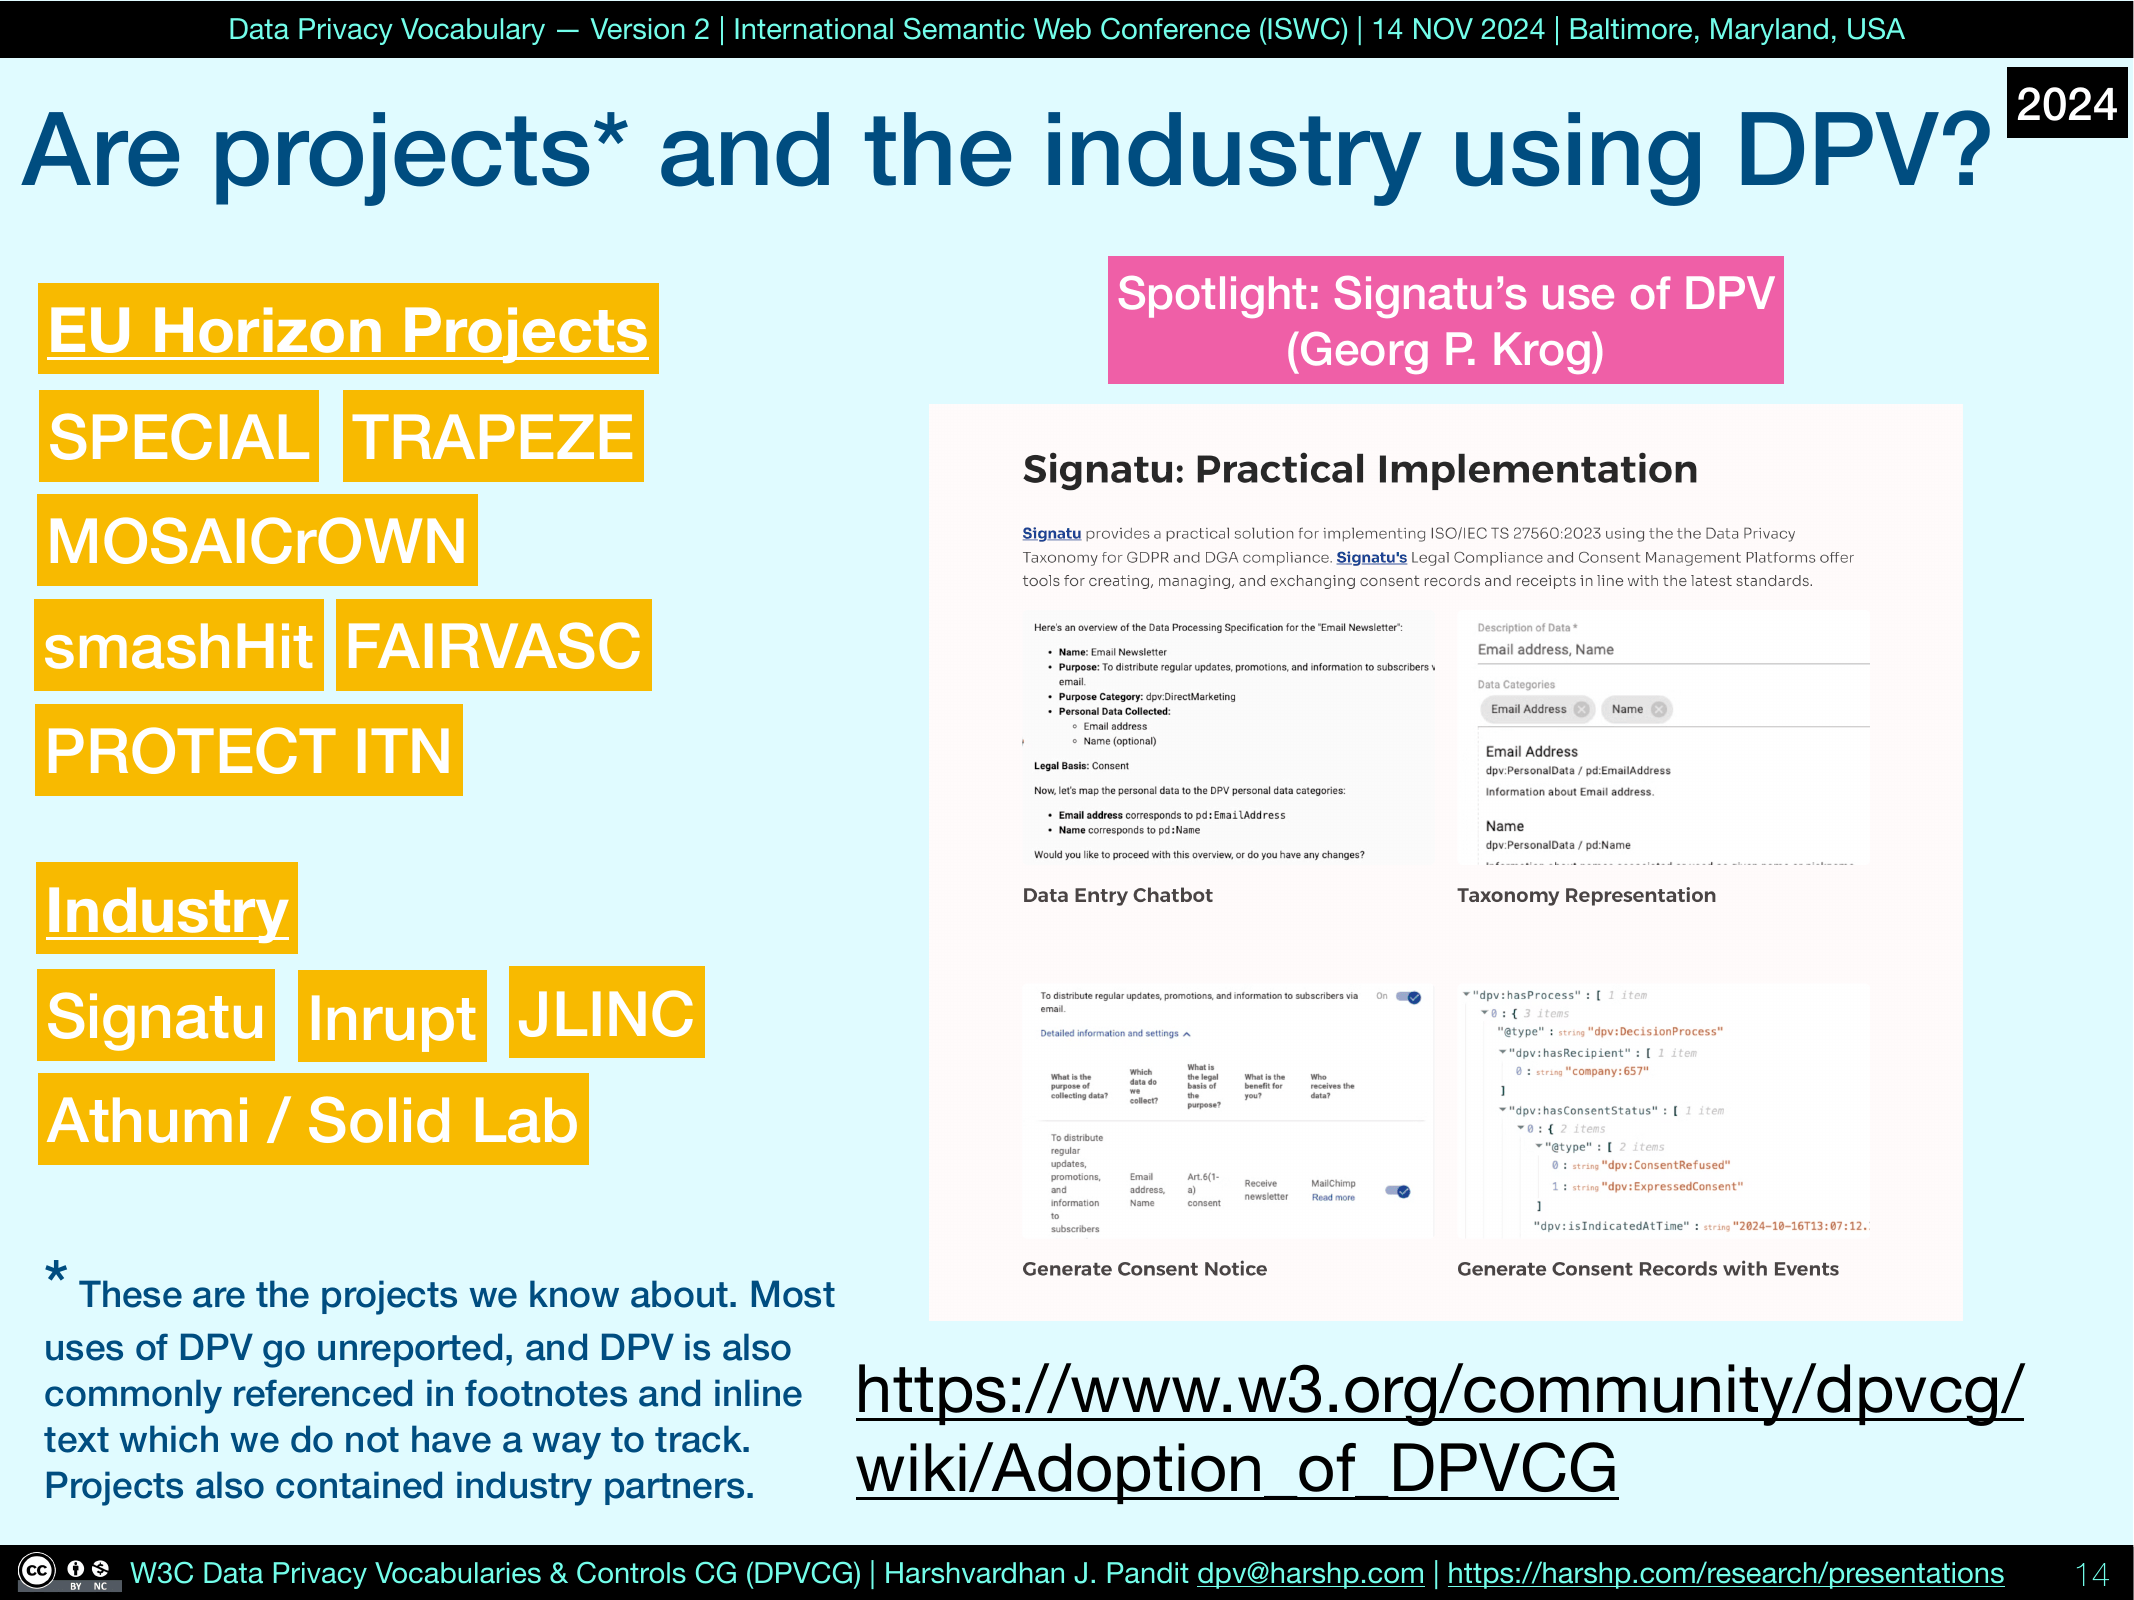 Data Privacy Vocabulary — Version 2 | International Semantic Web Conference (ISWC) | 14 NOV 2024 | Baltimore, Maryland, USA
2024
Are projects* and the industry using DPV?
EU Horizon Projects
SPECIAL TRAPEZE
MOSAICrOWN
smashHit FAIRVASC
PROTECT ITN
Industry
Signatu Inrupt JLINC
Athumi / Solid Lab
* These are the projects we know about. Most
uses of DPV go unreported, and DPV is also
commonly referenced in footnotes and inline
text which we do not have a way to track.
Projects also contained industry partners.
Spotlight: Signatu’s use of DPV
(Georg P. Krog)
Signatu: Practical Implementation
Signatu provides a practical solution for implementing ISO/IEC TS 27560:2023 using the the Data Privacy
Taxonomy for GDPR and DGA compliance. Signatu's Legal Compliance and Consent Management Platforms offer
tools for creating, managing, and exchanging consent records and receipts in line with the latest standards.
Here's an overview of the Data Processing Specification for the "Email Newsletter":
• Name: Email Newsletter
• Purpose: To distribute regular updates, promotions, and information to subscribers
email.
• Purpose Category: dpv:DirectMarketing
• Personal Data Collected:
◦ Email address
◦ Name (optional)
Legal Basis: Consent
Now, let's map the personal data to the DPV personal data categories:
• Email address corresponds to pd:EmailAddress
• Name corresponds to pd:Name
Would you like to proceed with this overview, or do you have any changes?
Data Entry Chatbot
Description of Data *
Email address, Name
Data Categories
Email Address Name
Email Address
dpv:PersonalData / pd:EmailAddress
Information about Email address.
Name
dpv:PersonalData / pd:Name
Taxonomy Representation
To distribute regular updates, promotions, and information to subscribers via On
email.
Detailed information and settings
What is the
purpose of
collecting data?
Which
data do
we
collect?
What is
the legal
basis of
the
purpose?
What is the
benefit for
you?
Who
receives the
data?
To distribute
regular
updates,
promotions,
and
information
to
subscribers
Email
address,
Name
Art.6(1-
a)
consent
Receive
newsletter
MailChimp
Read more
Generate Consent Notice
"dpv:hasProcess" : [ 1 item
0 : { 3 items
"@type" : string "dpv:DecisionProcess"
"dpv:hasRecipient" : [ 1 item
0 : string "company:657"
]
"dpv:hasConsentStatus" : [ 1 item
0 : { 2 items
"@type" : [ 2 items
0 : string "dpv:ConsentRefused"
1 : string "dpv:ExpressedConsent"
]
"dpv:isIndicatedAtTime" : string "2024-10-16T13:07:12.
Generate Consent Records with Events
https://www.w3.org/community/dpvcg/
wiki/Adoption_of_DPVCG
cc BY NC W3C Data Privacy Vocabularies & Controls CG (DPVCG) | Harshvardhan J. Pandit dpv@harshp.com | https://harshp.com/research/presentations 14